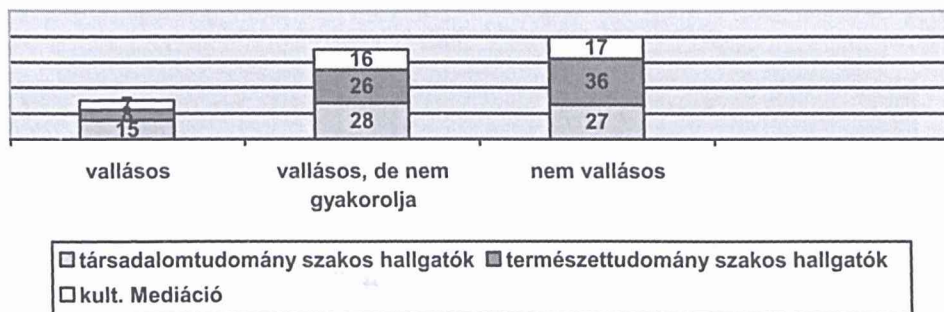 17
16
36
26
7
28
27
15
vallásos
vallásos, de nem
gyakorolja
nem vallásos
társadalomtudomány szakos hallgatók
természettudomány szakos hallgatók
kult. Mediáció